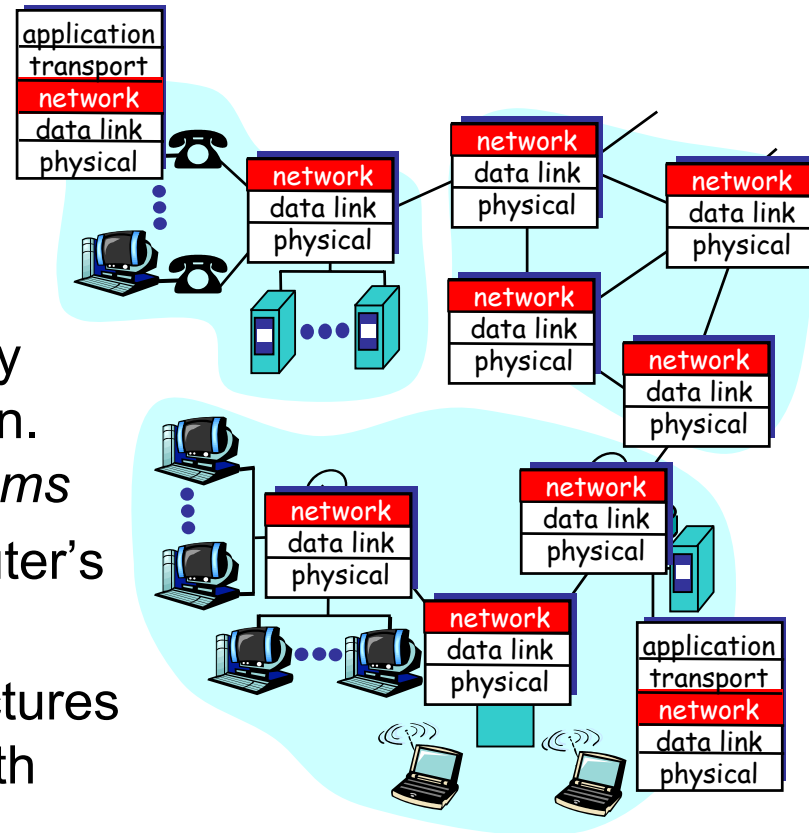 application
transport
network
data link
physical
network
data link
physical
network
data link
physical
network
data link
physical
network
data link
physical
network
data link
physical
y
n.
ms
uter's
ctures
th
network
data link
physical
network
data link
physical
network
data link
physical
application
transport
network
data link
physical